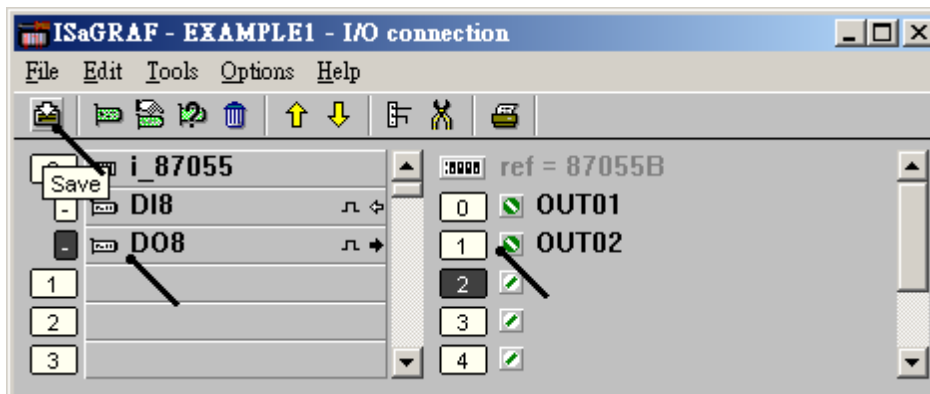 ISaGRAF - EXAMPLE1 - I/O connection
File Edit Tools Options Help
i_87055 ref = 87055B
Save
- DI8 0 OUT01
- DO8 1 OUT02
1 2
2 3
3 4